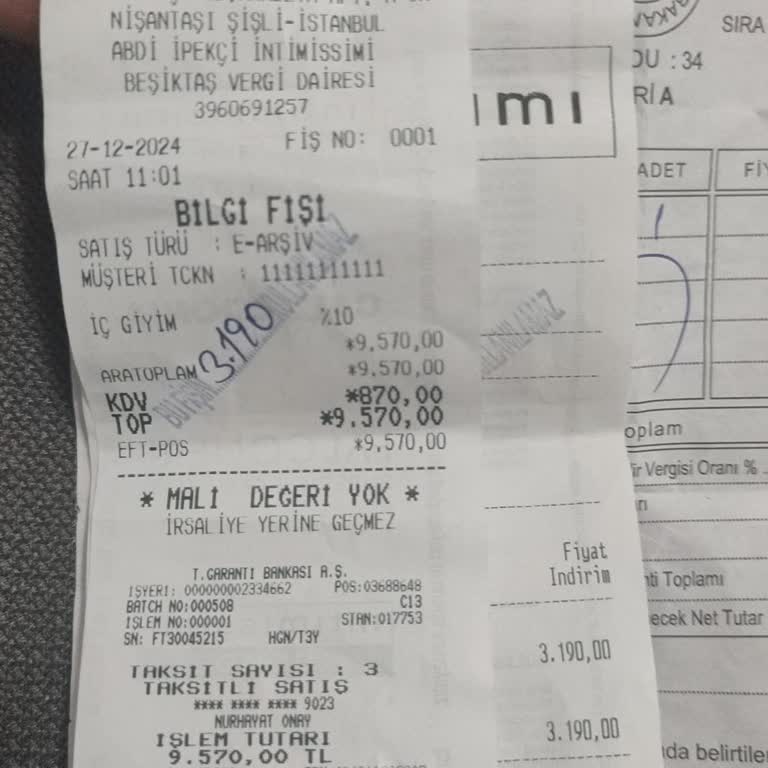 NİŞANTAŞI ŞİŞLİ-İSTANBUL
ABDİ İPEKÇİ İNTİMİSSİMİ
BEŞİKTAŞ VERGİ DAİRESİ
3960691257
27-12-2024 FİŞ NO: 0001
SAAT 11:01
BİLGİ FİŞİ
SATIŞ TÜRÜ : E-ARŞİV
MÜŞTERİ TCKN : 11111111111
İÇ GİYİM %10
*9.570,00
3.190
ARATOPLAM *9.570,00
KDV *870,00
TOP *9.570,00
EFT-POS *9.570,00
* MALİ DEĞERİ YOK *
İRSALİYE YERİNE GEÇMEZ
T.GARANTİ BANKASI A.Ş.
İŞYERİ: 000000002334662 POS:03688648
BATCH NO:000508 C13
İŞLEM NO:000001 STAN:017753
SN: FT30045215 HGN/T3Y
TAKSİT SAYISI : 3
TAKSİTLİ SATIŞ
**** **** **** 9023
NURHAYAT ONAY
İŞLEM TUTARI
9.570,00 TL
mı
Fiyat
İndirim
3.190,00
3.190,00
SIRA
DU : 34
RİA
ADET
FİY
1
oplam
ir Vergisi Oranı %
nti Toplamı
ecek Net Tutar
da belirtile